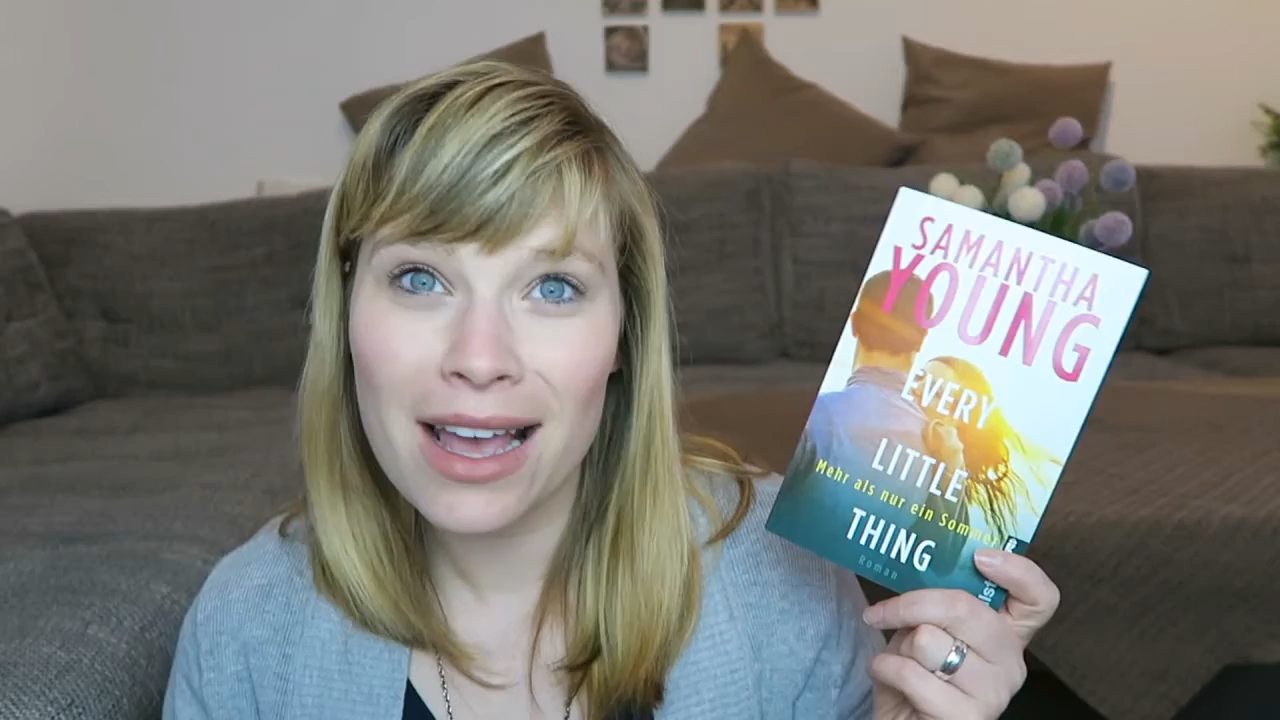 SAMANTHA
YOUNG
EVERY
LITTLE
Mehr als nur ein Sommer
THING
Roman